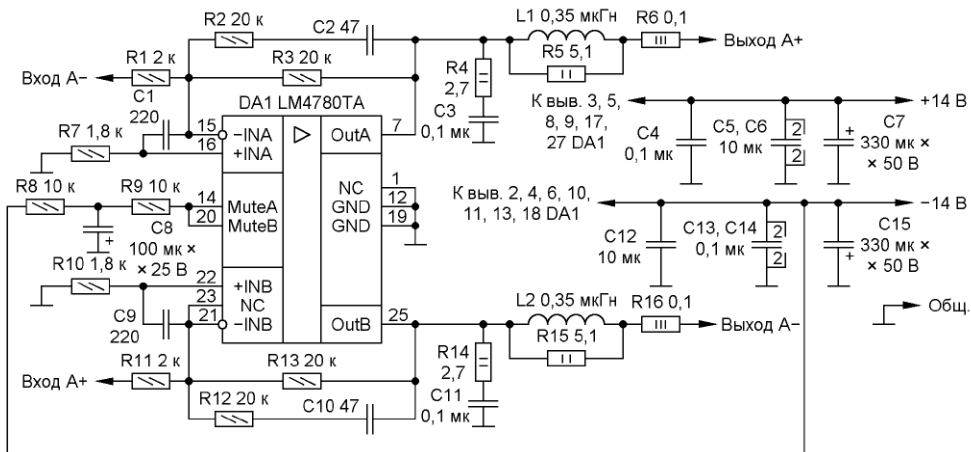 R2 20 к
C2 47
L1 0,35 мкГн
R6 0,1
Выход А+
R1 2 к
R3 20 к
R4
2,7
R5 5,1
Вход А−
C1
220
DA1 LM4780TA
C3
0,1 мк
К выв. 3, 5,
8, 9, 17,
27 DA1
+14 В
R7 1,8 к
15
−INA
16
+INA
▷
OutA
7
C4
0,1 мк
C5, C6
10 мк
2
2
C7
330 мк ×
× 50 В
+
R8 10 к
R9 10 к
14
MuteA
20
MuteB
NC
1
GND
12
GND
19
К выв. 2, 4, 6, 10,
11, 13, 18 DA1
−14 В
C8
100 мк ×
× 25 В
+
C12
10 мк
C13, C14
0,1 мк
2
2
C15
330 мк ×
× 50 В
+
R10 1,8 к
22
+INB
23
NC
21
−INB
C9
220
OutB
25
L2 0,35 мкГн
R16 0,1
Выход А−
Общ.
R14
2,7
R15 5,1
R11 2 к
R13 20 к
C11
0,1 мк
Вход А+
R12 20 к
C10 47